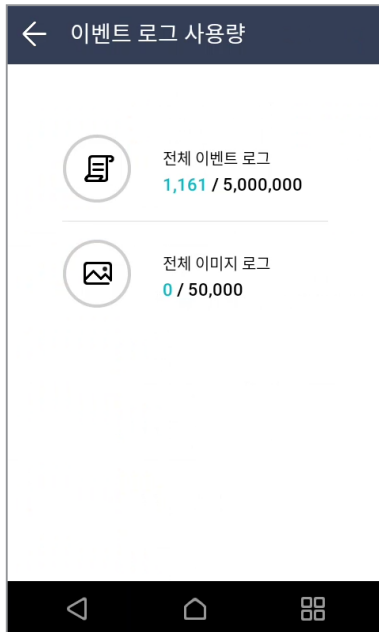 이벤트 로그 사용량
전체 이벤트 로그
1,161 / 5,000,000
전체 이미지 로그
0 / 50,000